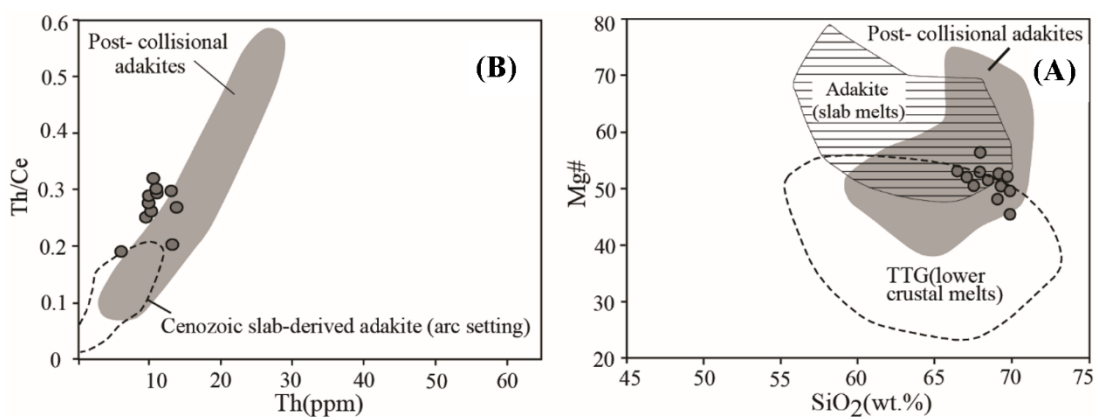 0.6
0.5
0.4
0.3
0.2
0.1
0
Th/Ce
Post- collisional
adakites
(B)
Cenozoic slab-derived adakite (arc setting)
10
20
30
40
50
60
Th(ppm)
80
70
60
50
40
30
20
Mg#
Post- collisional adakites
(A)
Adakite
(slab melts)
TTG(lower
crustal melts)
45
50
55
60
65
70
75
SiO2(wt.%)